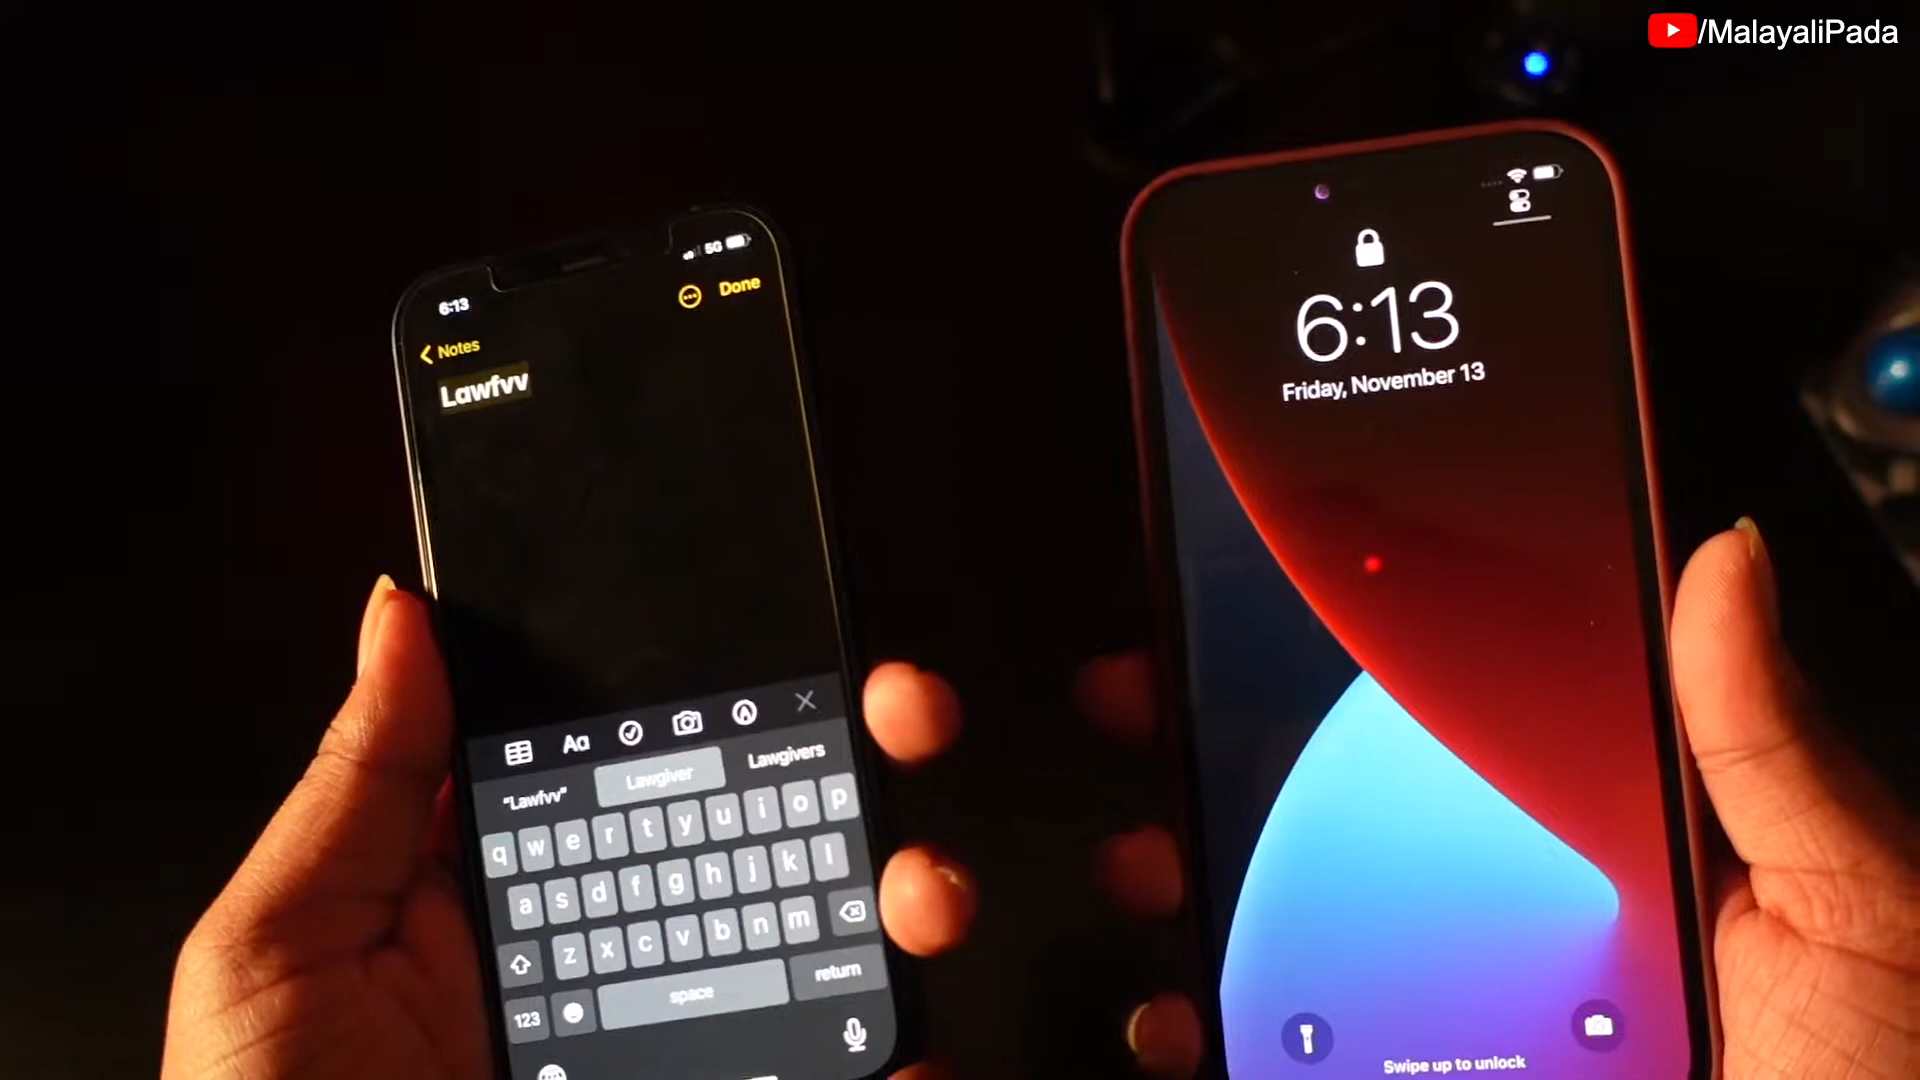 /MalayaliPada
6:13
5G
Done
Notes
Lawfvv
Aa
"Lawfvv"
Lawgiver
Lawgivers
q w e r t y u i o p
a s d f g h j k l
z x c v b n m
123
space
return
6:13
Friday, November 13
Swipe up to unlock